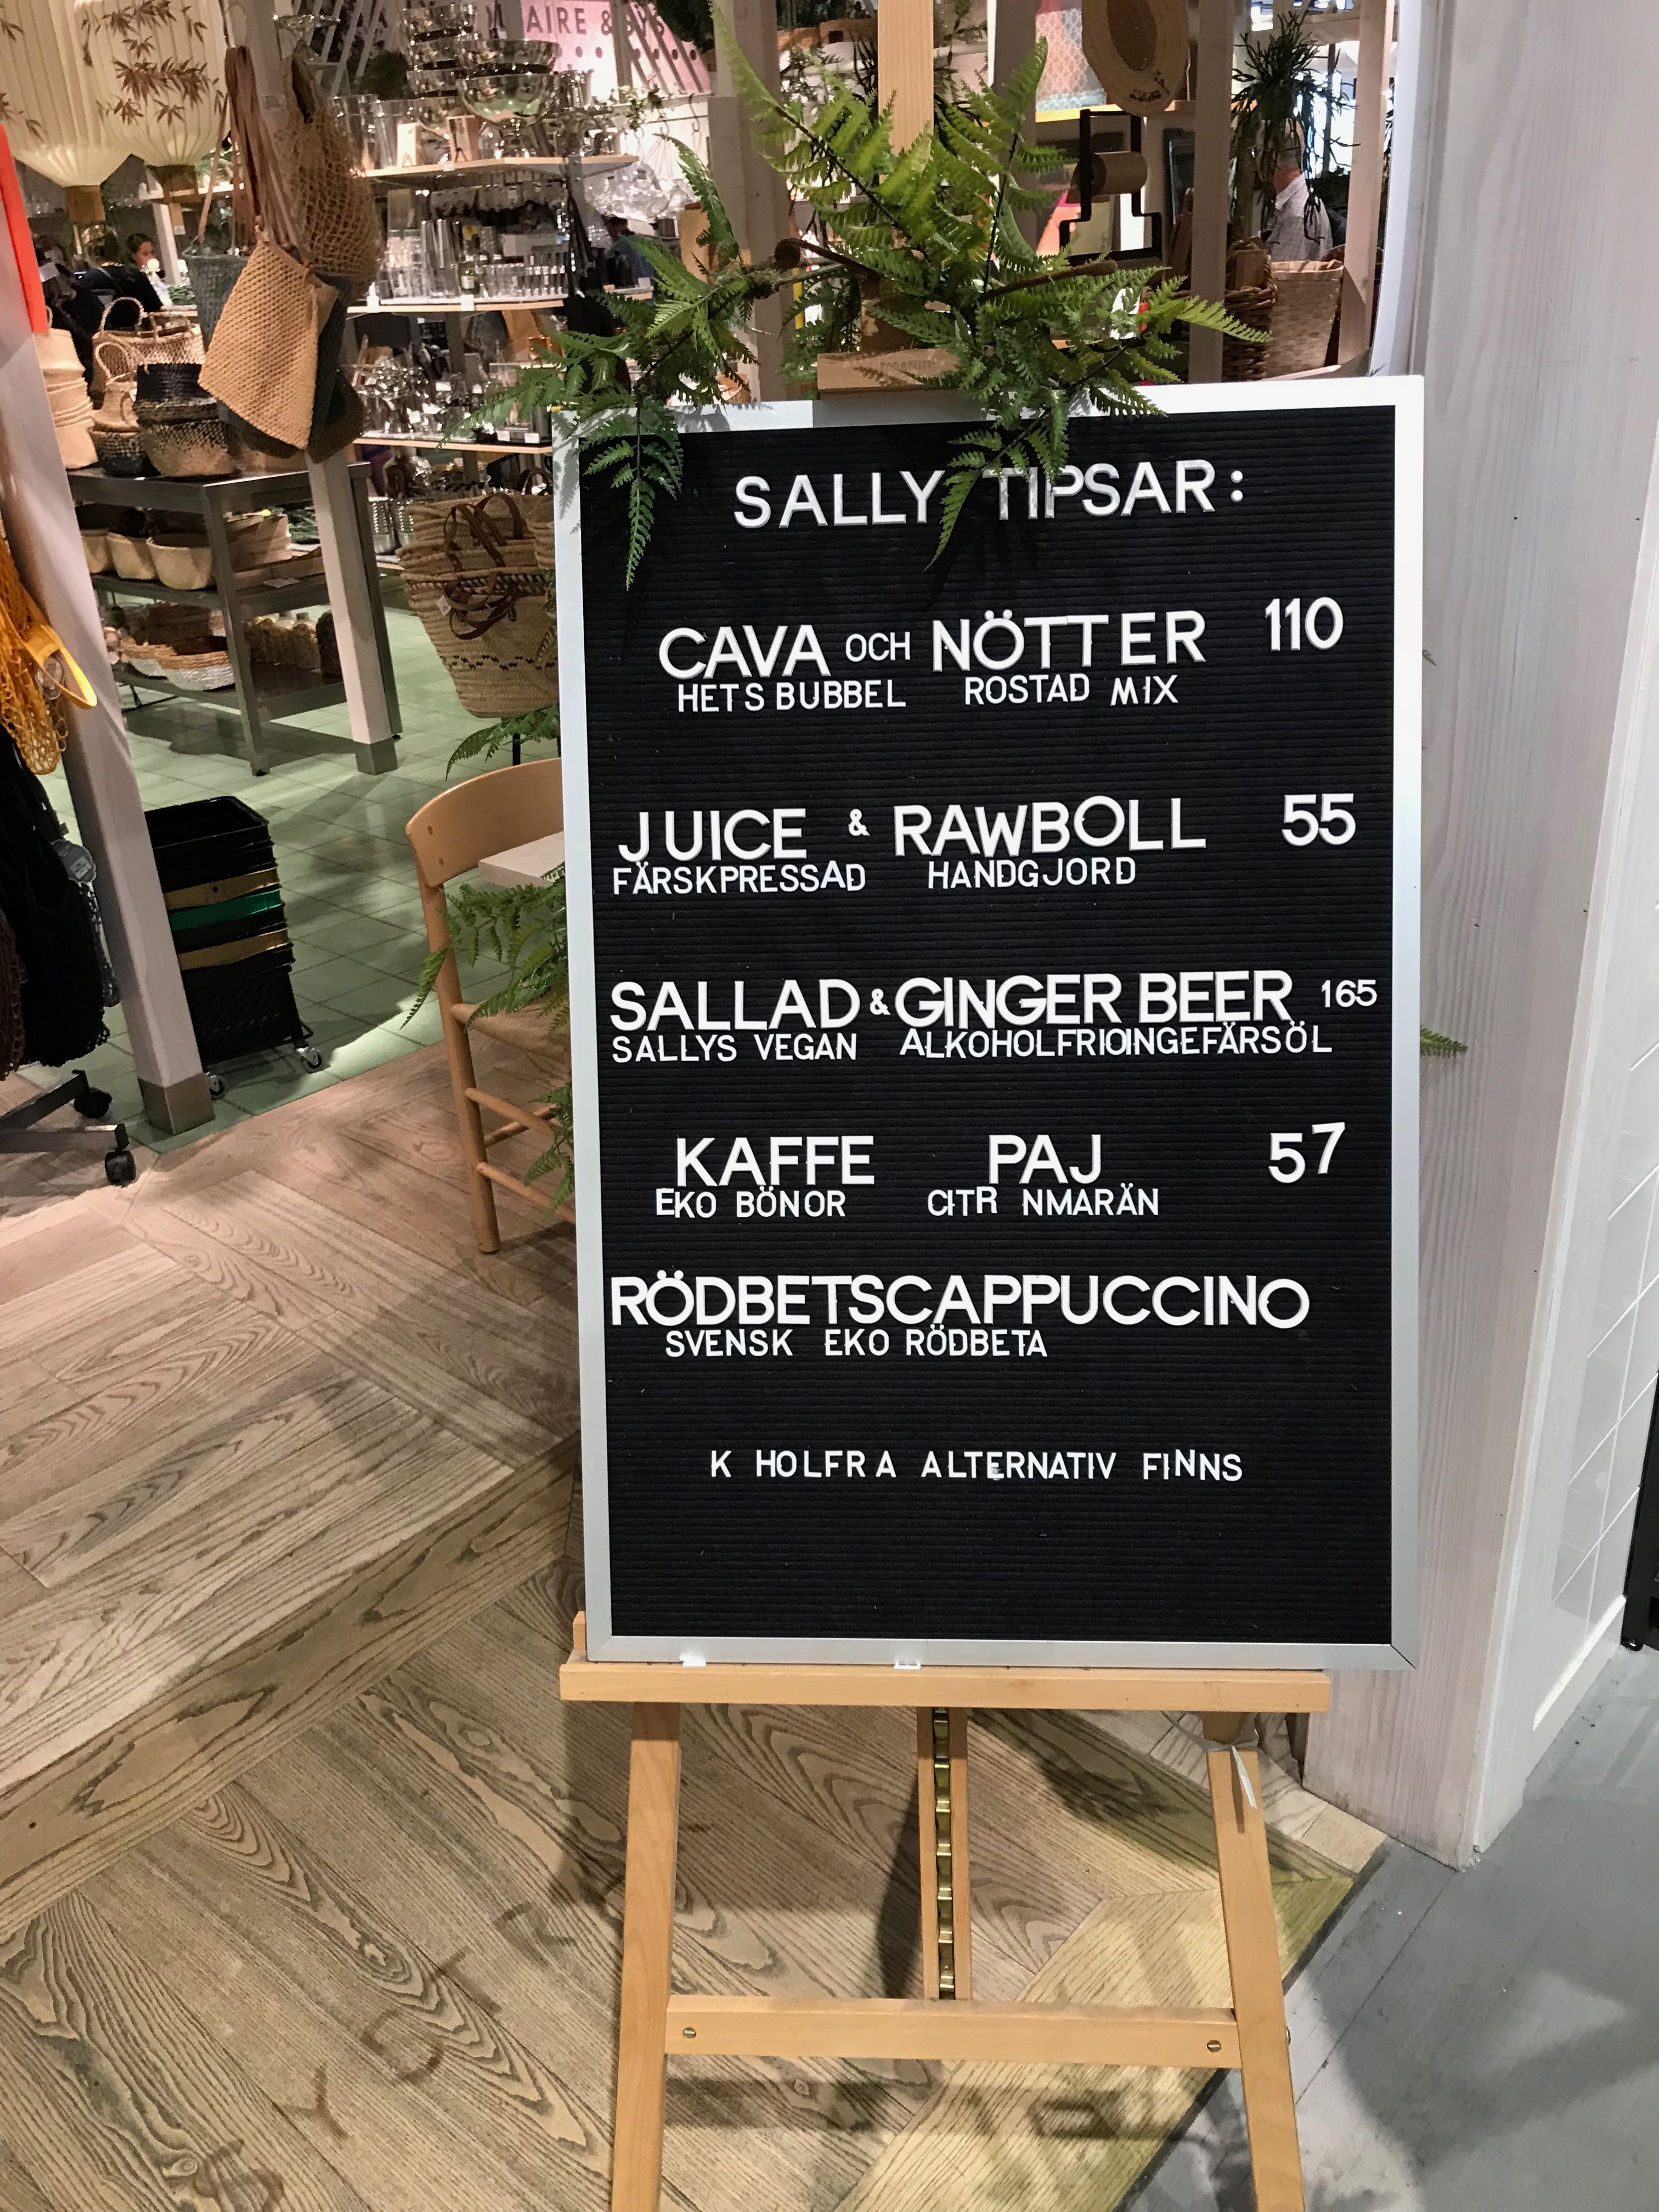 AIRE &
SALLY TIPSAR:
CAVA OCH NÖTTER 110
HETS BUBBEL ROSTAD MIX
JUICE & RAWBOLL 55
FÄRSKPRESSAD HANDGJORD
SALLAD & GINGER BEER 165
SALLYS VEGAN ALKOHOLFRIOINGEFÄRSÖL
KAFFE PAJ 57
EKO BÖNOR CITR NMARÄN
RÖDBETSCAPPUCCINO
SVENSK EKO RÖDBETA
K HOLFR A ALTERNATIV FINNS